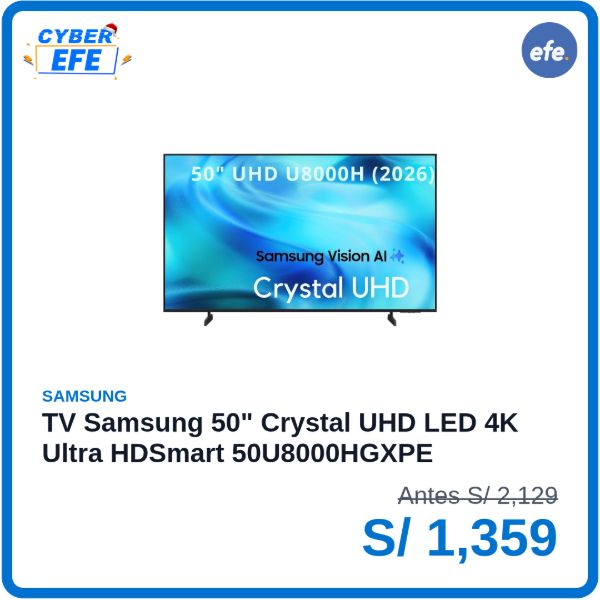 CYBER
EFE
efe.
50" UHD U8000H (2026)
Samsung Vision AI
Crystal UHD
SAMSUNG
TV Samsung 50" Crystal UHD LED 4K
Ultra HDSmart 50U8000HGXPE
Antes S/ 2,129
S/ 1,359